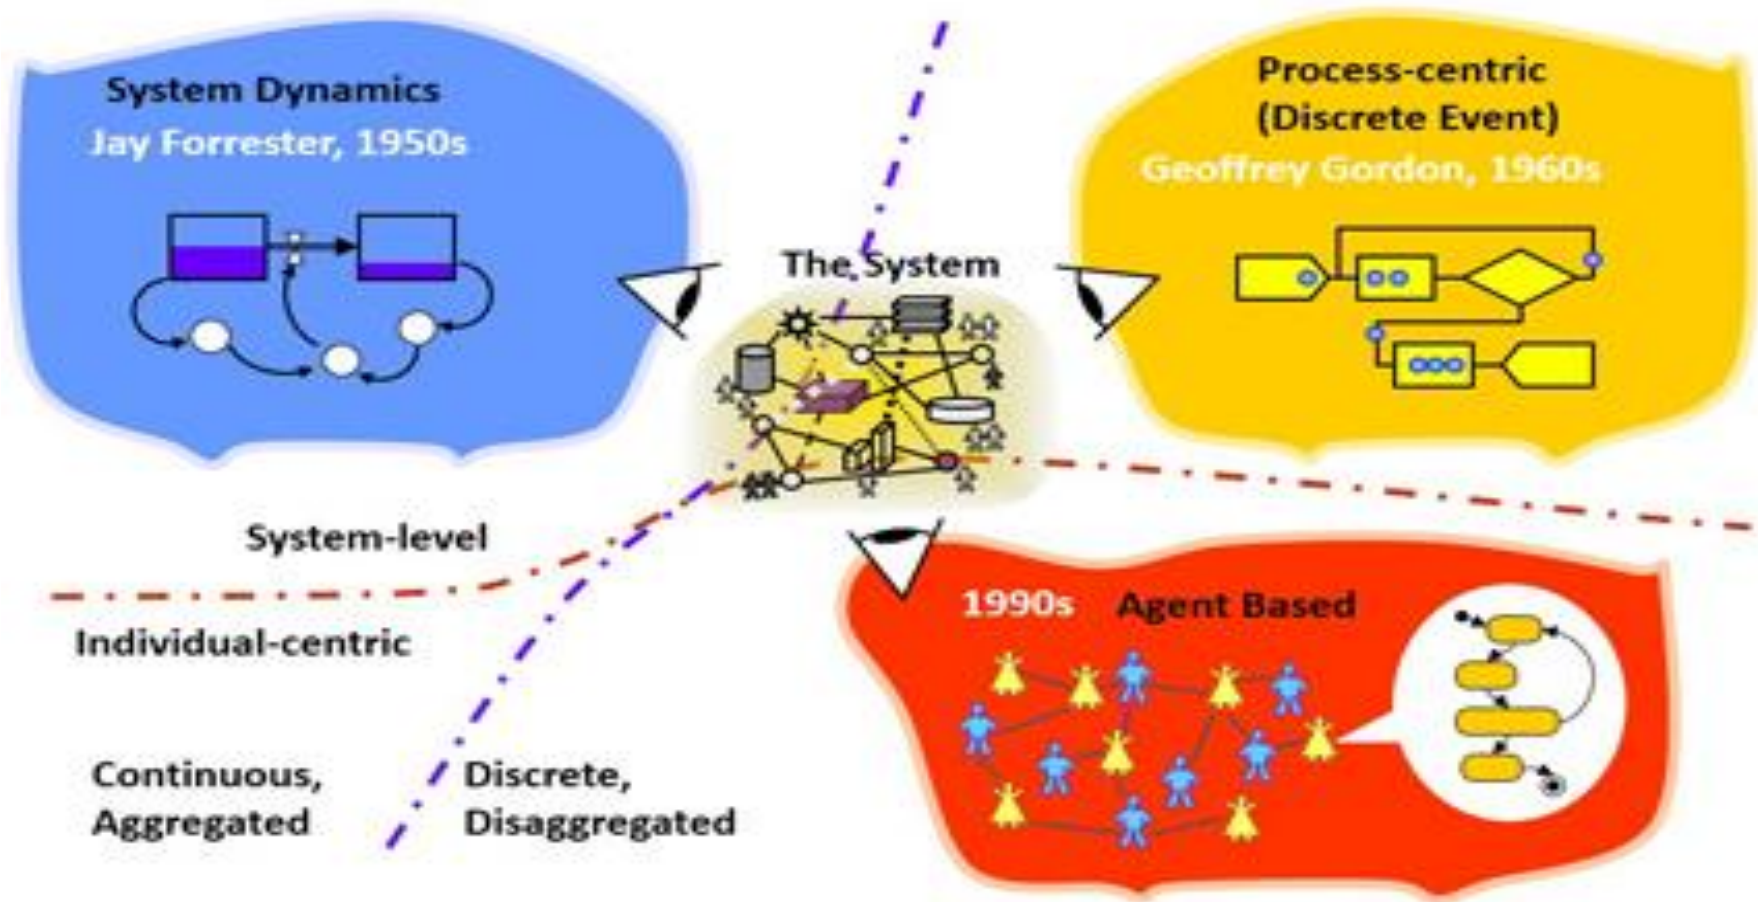 System Dynamics
Jay Forrester, 1950s
Process-centric
(Discrete Event)
Geoffrey Gordon, 1960s
The System
System-level
Individual-centric
Continuous,
Aggregated
Discrete,
Disaggregated
1990s Agent Based